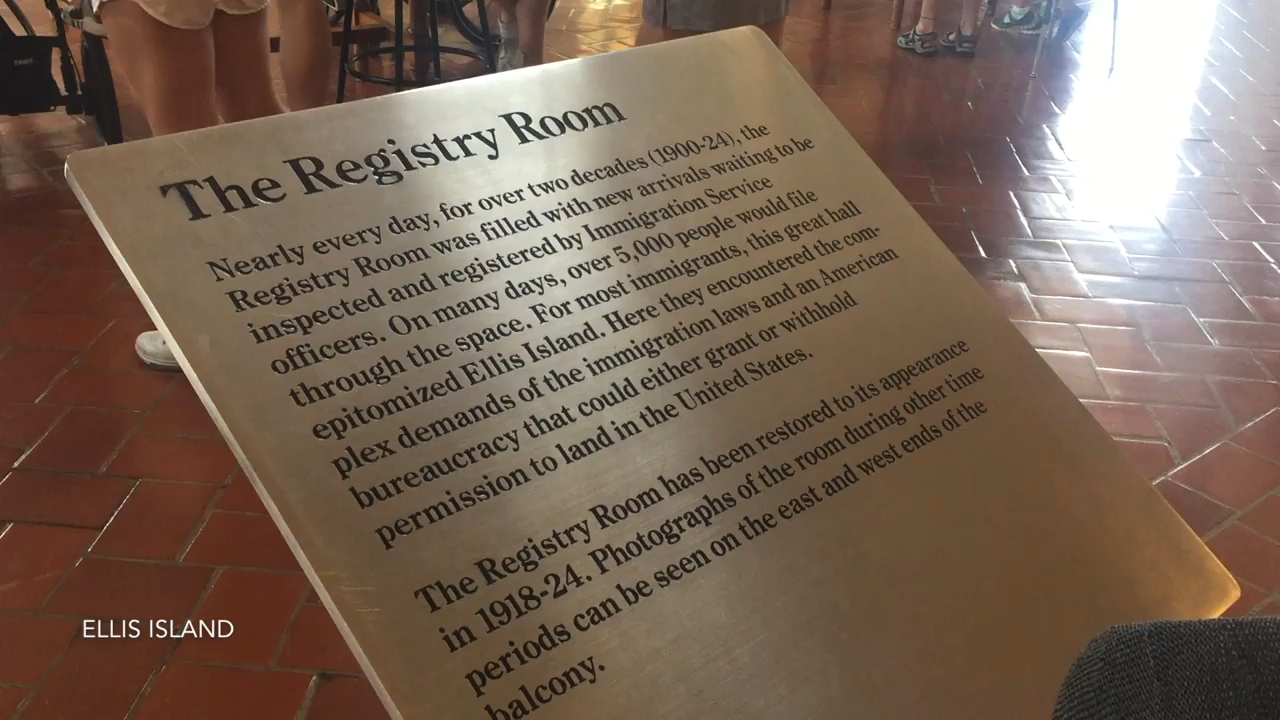 The Registry Room
Nearly every day, for over two decades (1900-24), the
Registry Room was filled with new arrivals waiting to be
inspected and registered by Immigration Service
officers. On many days, over 5,000 people would file
through the space. For most immigrants, this great hall
epitomized Ellis Island. Here they encountered the com-
plex demands of the immigration laws and an American
bureaucracy that could either grant or withhold
permission to land in the United States.
The Registry Room has been restored to its appearance
in 1918-24. Photographs of the room during other time
periods can be seen on the east and west ends of the
balcony.
ELLIS ISLAND